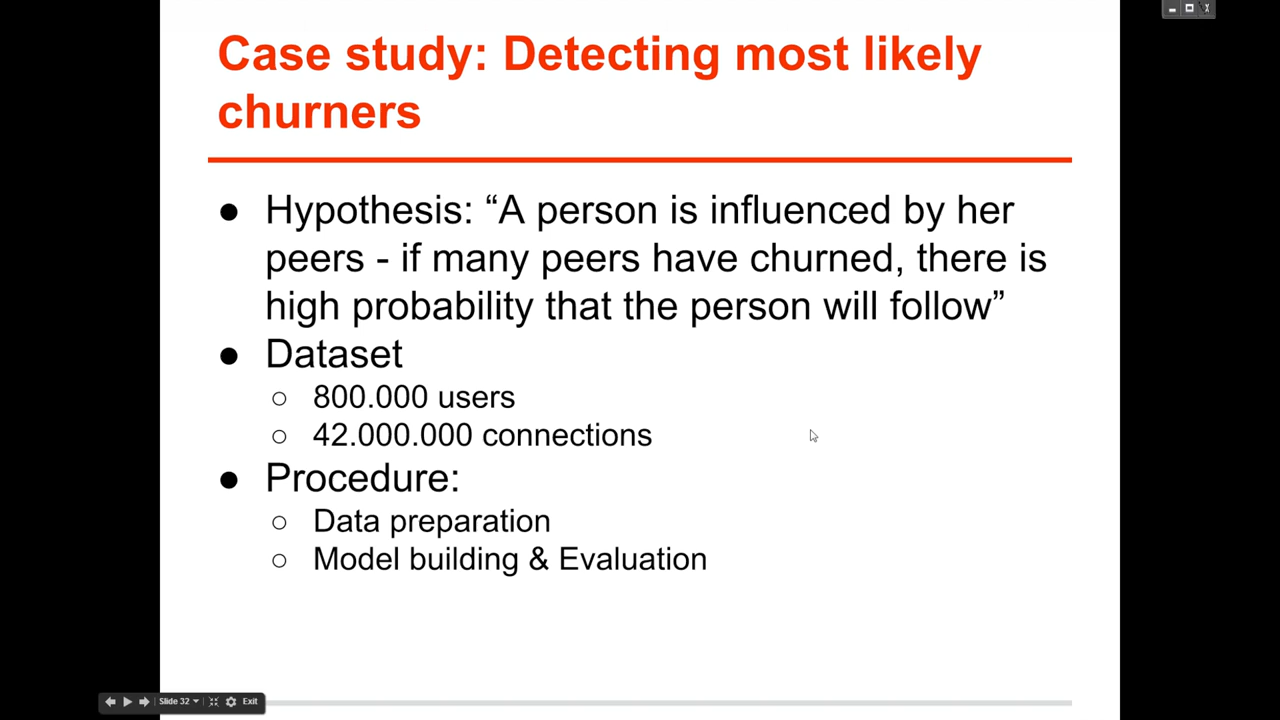 Case study: Detecting most likely
churners
● Hypothesis: “A person is influenced by her
peers - if many peers have churned, there is
high probability that the person will follow”
● Dataset
○ 800.000 users
○ 42.000.000 connections
● Procedure:
○ Data preparation
○ Model building & Evaluation
Slide 32 Exit